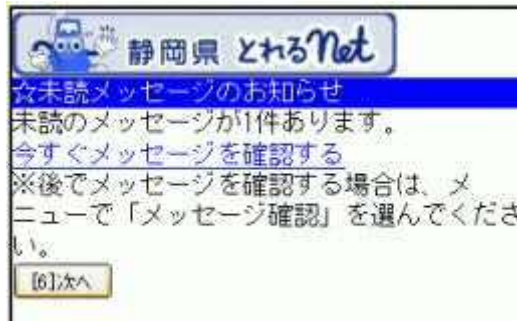 静岡県 とれるNet
☆未読メッセージのお知らせ
未読のメッセージが1件あります。
今すぐメッセージを確認する
※後でメッセージを確認する場合は、メ
ニューで「メッセージ確認」を選んでくださ
い。
[6]次へ